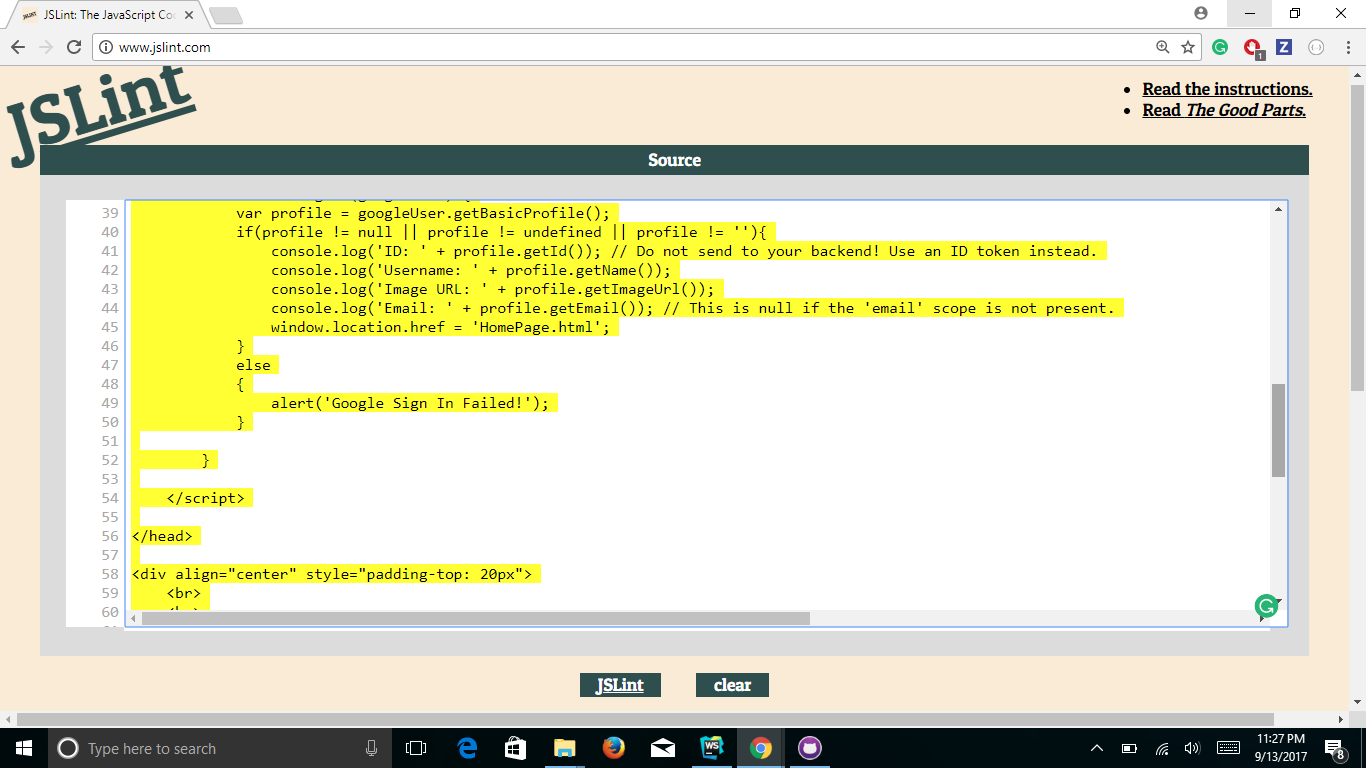 JSLint: The JavaScript Co
www.jslint.com
1
JSLint
Read the instructions.
Read The Good Parts.
Source
39 var profile = googleUser.getBasicProfile();
40 if(profile != null || profile != undefined || profile != ''){
41 console.log('ID: ' + profile.getId()); // Do not send to your backend! Use an ID token instead.
42 console.log('Username: ' + profile.getName());
43 console.log('Image URL: ' + profile.getImageUrl());
44 console.log('Email: ' + profile.getEmail()); // This is null if the 'email' scope is not present.
45 window.location.href = 'HomePage.html';
46 }
47 else
48 {
49 alert('Google Sign In Failed!');
50 }
51
52 }
53
54 </script>
55
56 </head>
57
58 <div align="center" style="padding-top: 20px">
59 <br>
60
JSLint
clear
Type here to search
11:27 PM
9/13/2017
8